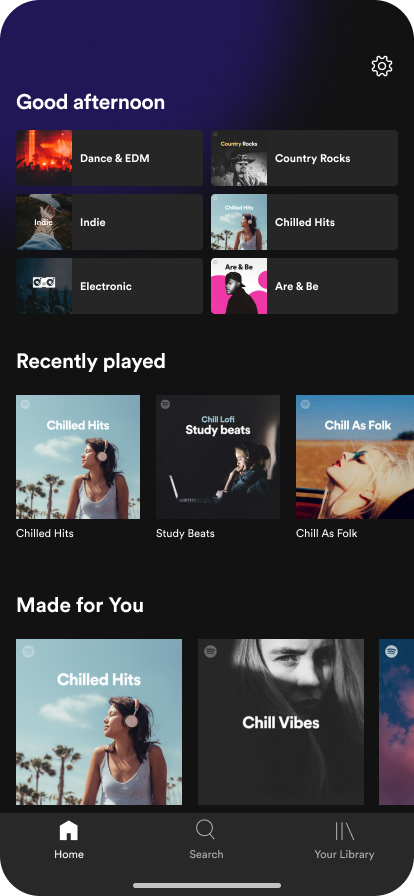 Good afternoon
Dance & EDM
Country Rocks
Country Rocks
Indie
Indie
Chilled Hits
Chilled Hits
Electronic
Are & Be
Are & Be
Recently played
Chilled Hits
Chill Lofi
Study beats
Chill As Folk
Chilled Hits
Study Beats
Chill As Folk
Made for You
Chilled Hits
Chill Vibes
Home
Search
Your Library